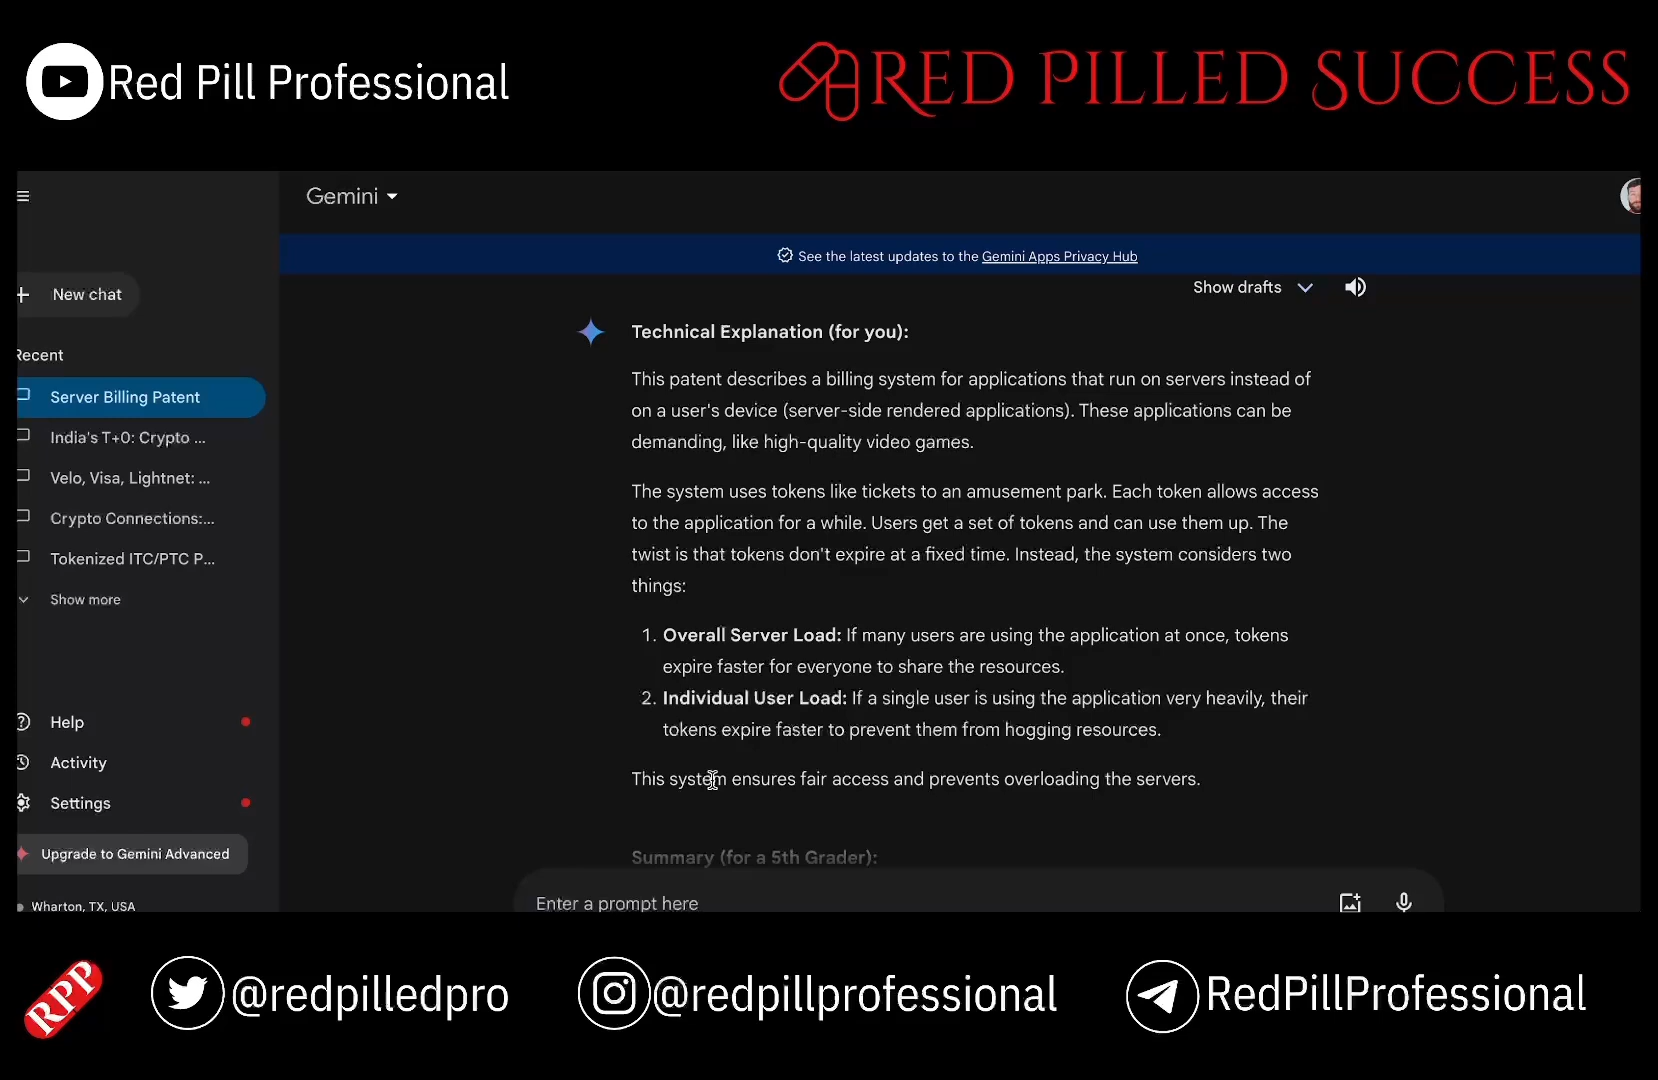 Red Pill Professional
RED PILLED SUCCESS
Gemini
See the latest updates to the Gemini Apps Privacy Hub
New chat
Show drafts
Recent
Server Billing Patent
India's T+0: Crypto ...
Velo, Visa, Lightnet: ...
Crypto Connections:...
Tokenized ITC/PTC P...
Show more
Help
Activity
Settings
Upgrade to Gemini Advanced
Wharton, TX, USA
Technical Explanation (for you):
This patent describes a billing system for applications that run on servers instead of
on a user's device (server-side rendered applications). These applications can be
demanding, like high-quality video games.
The system uses tokens like tickets to an amusement park. Each token allows access
to the application for a while. Users get a set of tokens and can use them up. The
twist is that tokens don't expire at a fixed time. Instead, the system considers two
things:
1. Overall Server Load: If many users are using the application at once, tokens
expire faster for everyone to share the resources.
2. Individual User Load: If a single user is using the application very heavily, their
tokens expire faster to prevent them from hogging resources.
This system ensures fair access and prevents overloading the servers.
Summary (for a 5th Grader):
Enter a prompt here
RPP
@redpilledpro
@redpillprofessional
RedPillProfessional